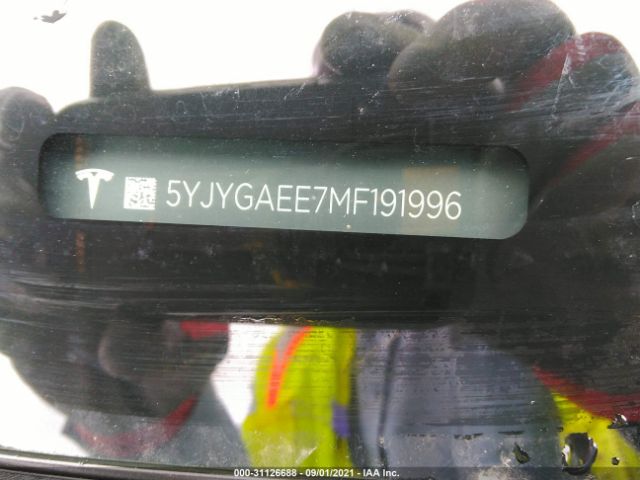 5YJYGAEE7MF191996
000-31126688 - 09/01/2021 - IAA Inc.